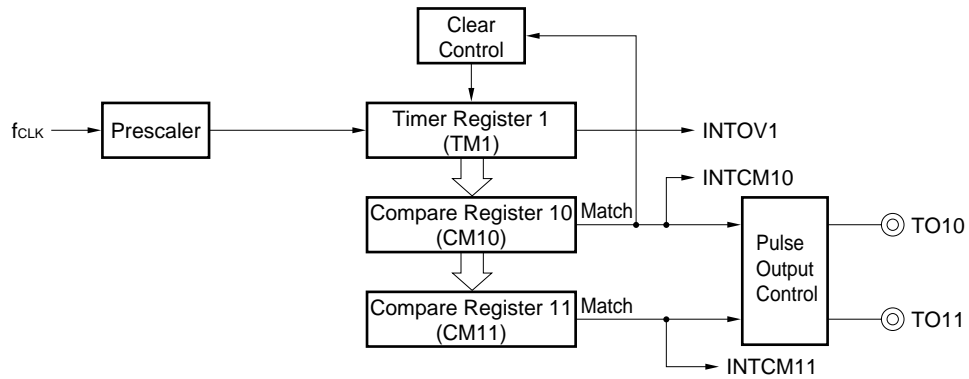 Clear
Control
fCLK
Prescaler
Timer Register 1
(TM1)
INTOV1
INTCM10
Compare Register 10
(CM10)
Match
Pulse
Output
Control
TO10
Compare Register 11
(CM11)
Match
TO11
INTCM11